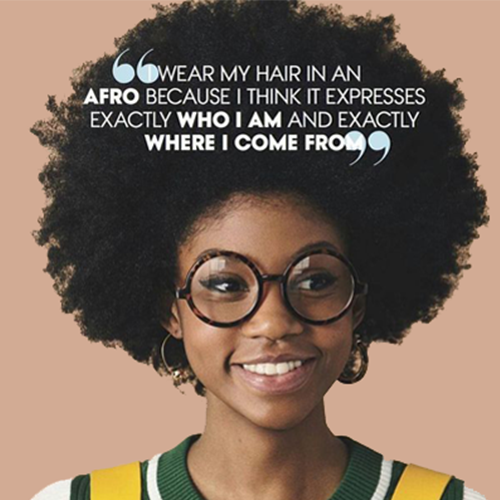 “I WEAR MY HAIR IN AN
AFRO BECAUSE I THINK IT EXPRESSES
EXACTLY WHO I AM AND EXACTLY
WHERE I COME FROM”